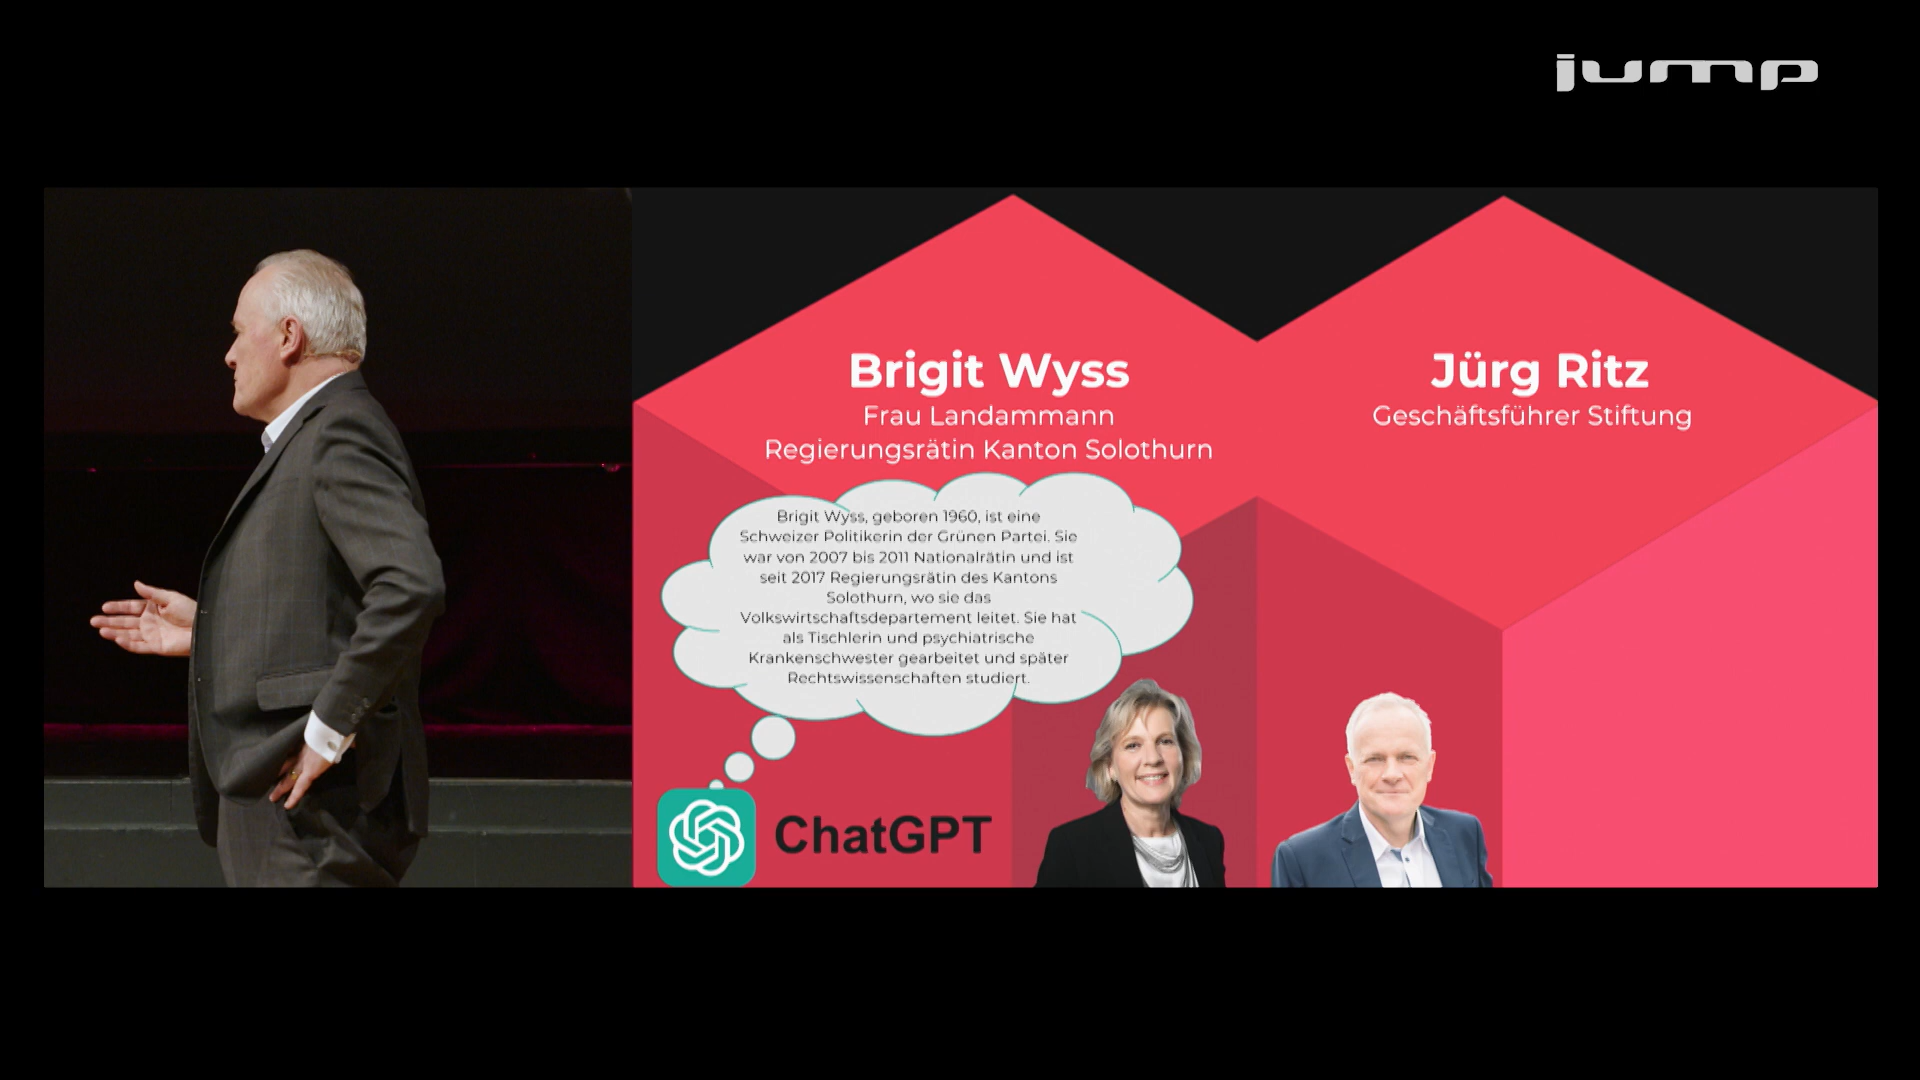 jump
Brigit Wyss
Frau Landammann
Regierungsrätin Kanton Solothurn
Jürg Ritz
Geschäftsführer Stiftung
Brigit Wyss, geboren 1960, ist eine
Schweizer Politikerin der Grünen Partei. Sie
war von 2007 bis 2011 Nationalrätin und ist
seit 2017 Regierungsrätin des Kantons
Solothurn, wo sie das
Volkswirtschaftsdepartement leitet. Sie hat
als Tischlerin und psychiatrische
Krankenschwester gearbeitet und später
Rechtswissenschaften studiert.
ChatGPT